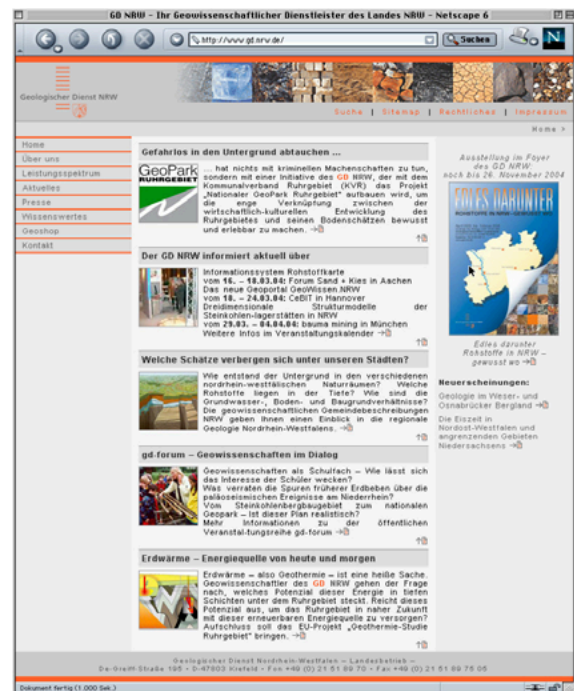 GD NRW – Ihr Geowissenschaftlicher Dienstleister des Landes NRW – Netscape 6
http://www.gd.nrw.de/
Suchen
N
Geologischer Dienst NRW
Suche | Sitemap | Rechtliches | Impressum
Home >
Home
Über uns
Leistungsspektrum
Aktuelles
Presse
Wissenswertes
Geoshop
Kontakt
Gefahrlos in den Untergrund abtauchen ...
GeoPark
RUHRGEBIET
... hat nichts mit kriminellen Machenschaften zu tun,
sondern mit einer Initiative des GD NRW, der mit dem
Kommunalverband Ruhrgebiet (KVR) das Projekt
„Nationaler GeoPark Ruhrgebiet" aufbauen wird, um
die enge Verknüpfung zwischen der
wirtschaftlich-kulturellen Entwicklung des
Ruhrgebietes und seinen Bodenschätzen bewusst
und erlebbar zu machen.
Der GD NRW informiert aktuell über
Informationssystem Rohstoffkarte
vom 16. – 18.03.04: Forum Sand + Kies in Aachen
Das neue Geoportal GeoWissen.NRW
vom 18. – 24.03.04: CeBIT in Hannover
Dreidimensionale Strukturmodelle der
Steinkohlen-lagerstätten in NRW
vom 29.03. – 04.04.04: bauma mining in München
Weitere Infos im Veranstaltungskalender
Welche Schätze verbergen sich unter unseren Städten?
Wie entstand der Untergrund in den verschiedenen
nordrhein-westfälischen Naturräumen? Welche
Rohstoffe liegen in der Tiefe? Wie sind die
Grundwasser-, Boden- und Baugrundverhältnisse?
Die geowissenschaftlichen Gemeindebeschreibungen
NRW geben Ihnen einen Einblick in die regionale
Geologie Nordrhein-Westfalens.
gd-forum – Geowissenschaften im Dialog
Geowissenschaften als Schulfach – Wie lässt sich
das Interesse der Schüler wecken?
Was verraten die Spuren früherer Erdbeben über die
paläoseismischen Ereignisse am Niederrhein?
Vom Steinkohlenbergbaugebiet zum nationalen
Geopark – Ist dieser Plan realistisch?
Mehr Informationen zu der öffentlichen
Veranstal-tungsreihe gd-forum
Erdwärme – Energiequelle von heute und morgen
Erdwärme – also Geothermie – ist eine heiße Sache.
Geowissenschaftler des GD NRW gehen der Frage
nach, welches Potenzial dieser Energie in tiefen
Schichten unter dem Ruhrgebiet steckt. Reicht dieses
Potenzial aus, um das Ruhrgebiet in naher Zukunft
mit dieser erneuerbaren Energiequelle zu versorgen?
Aufschluss soll das EU-Projekt „Geothermie-Studie
Ruhrgebiet" bringen.
Ausstellung im Foyer
des GD NRW
noch bis 26. November 2004
EDLES DARUNTER
ROHSTOFFE IN NRW – GEWUSST WO
Edles darunter
Rohstoffe in NRW –
gewusst wo
Neuerscheinungen:
Geologie im Weser- und
Osnabrücker Bergland
Die Eiszeit in
Nordost-Westfalen und
angrenzenden Gebieten
Niedersachsens
Geologischer Dienst Nordrhein-Westfalen – Landesbetrieb –
De-Greiff-Straße 195 - D-47803 Krefeld - Fon +49 (0) 21 51 89 70 - Fax +49 (0) 21 51 89 75 05
Dokument fertig (1.000 Sek.)